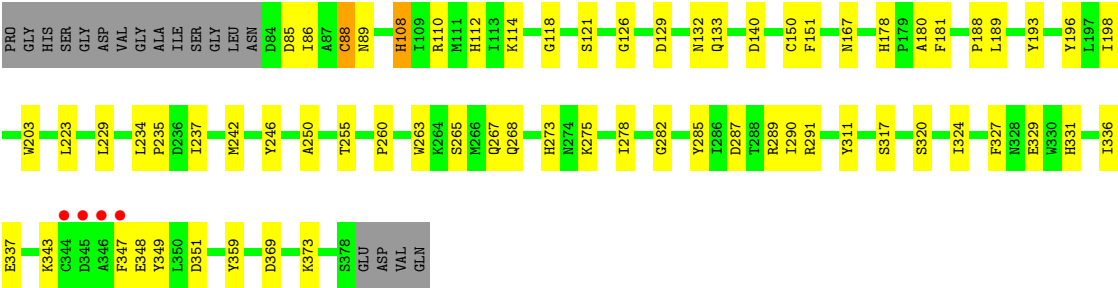 PRO GLY HIS SER GLY ASP VAL GLY ALA ILE SER GLY LEU ASN D84 D85 I86 A87 C88 N89 H108 I109 R110 M111 H112 I113 K114 G118 S121 G126 D129 N132 Q133 D140 C150 F151 N167 H178 P179 A180 F181 P188 L189 Y193 Y196 L197 I198
W203 L223 L229 L234 P235 D236 I237 M242 Y246 A250 T255 P260 W263 K264 S265 M266 Q267 Q268 H273 N274 K275 I278 G282 Y285 I286 D287 T288 R289 I290 R291 Y311 S317 S320 I324 F327 N328 E329 W330 H331 I336
E337 K343 C344 D345 A346 F347 E348 Y349 L350 D351 Y359 D369 K373 S378 GLU ASP VAL GLN